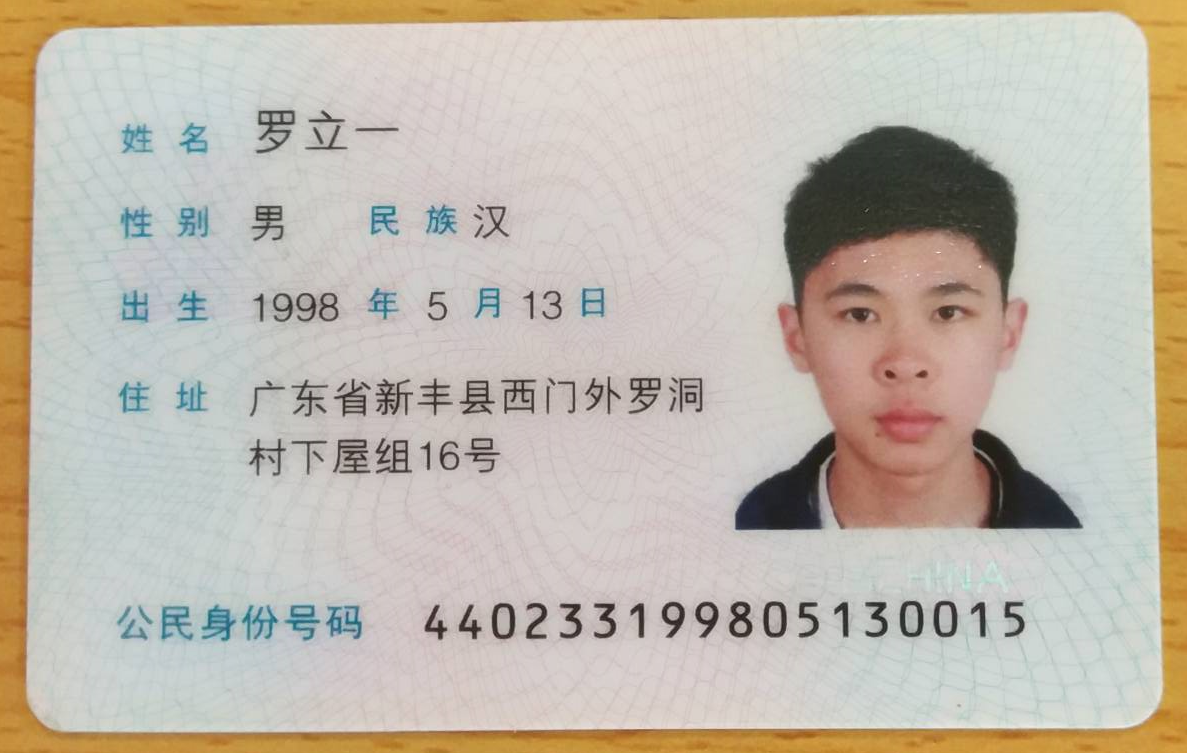 姓名 罗立一
性别 男 民族 汉
出生 1998 年 5 月 13 日
住址 广东省新丰县西门外罗洞
村下屋组16号
CHINA
公民身份号码 440233199805130015